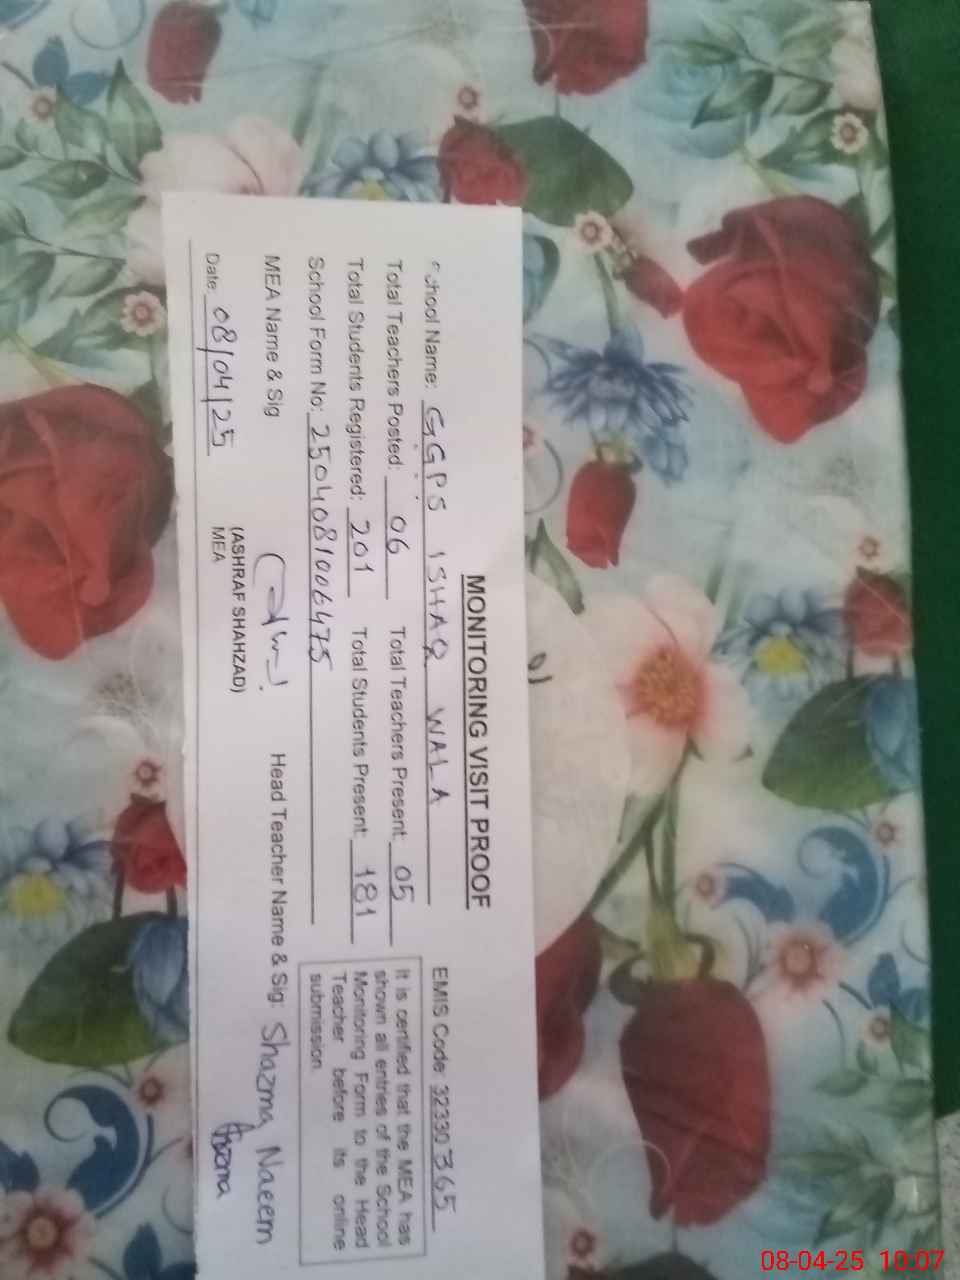 MONITORING VISIT PROOF
School Name: GGPS ISHAQ WALA EMIS Code: 32330365
Total Teachers Posted: 06 Total Teachers Present: 05
Total Students Registered: 201 Total Students Present: 181
School Form No: 2504081006475
It is certified that the MEA has
shown all entries of the School
Monitoring Form to the Head
Teacher before its online
submission.
MEA Name & Sig Head Teacher Name & Sig: Shazma Naeem
(ASHRAF SHAHZAD)
MEA
Date 08/04/25
08-04-25 10:07